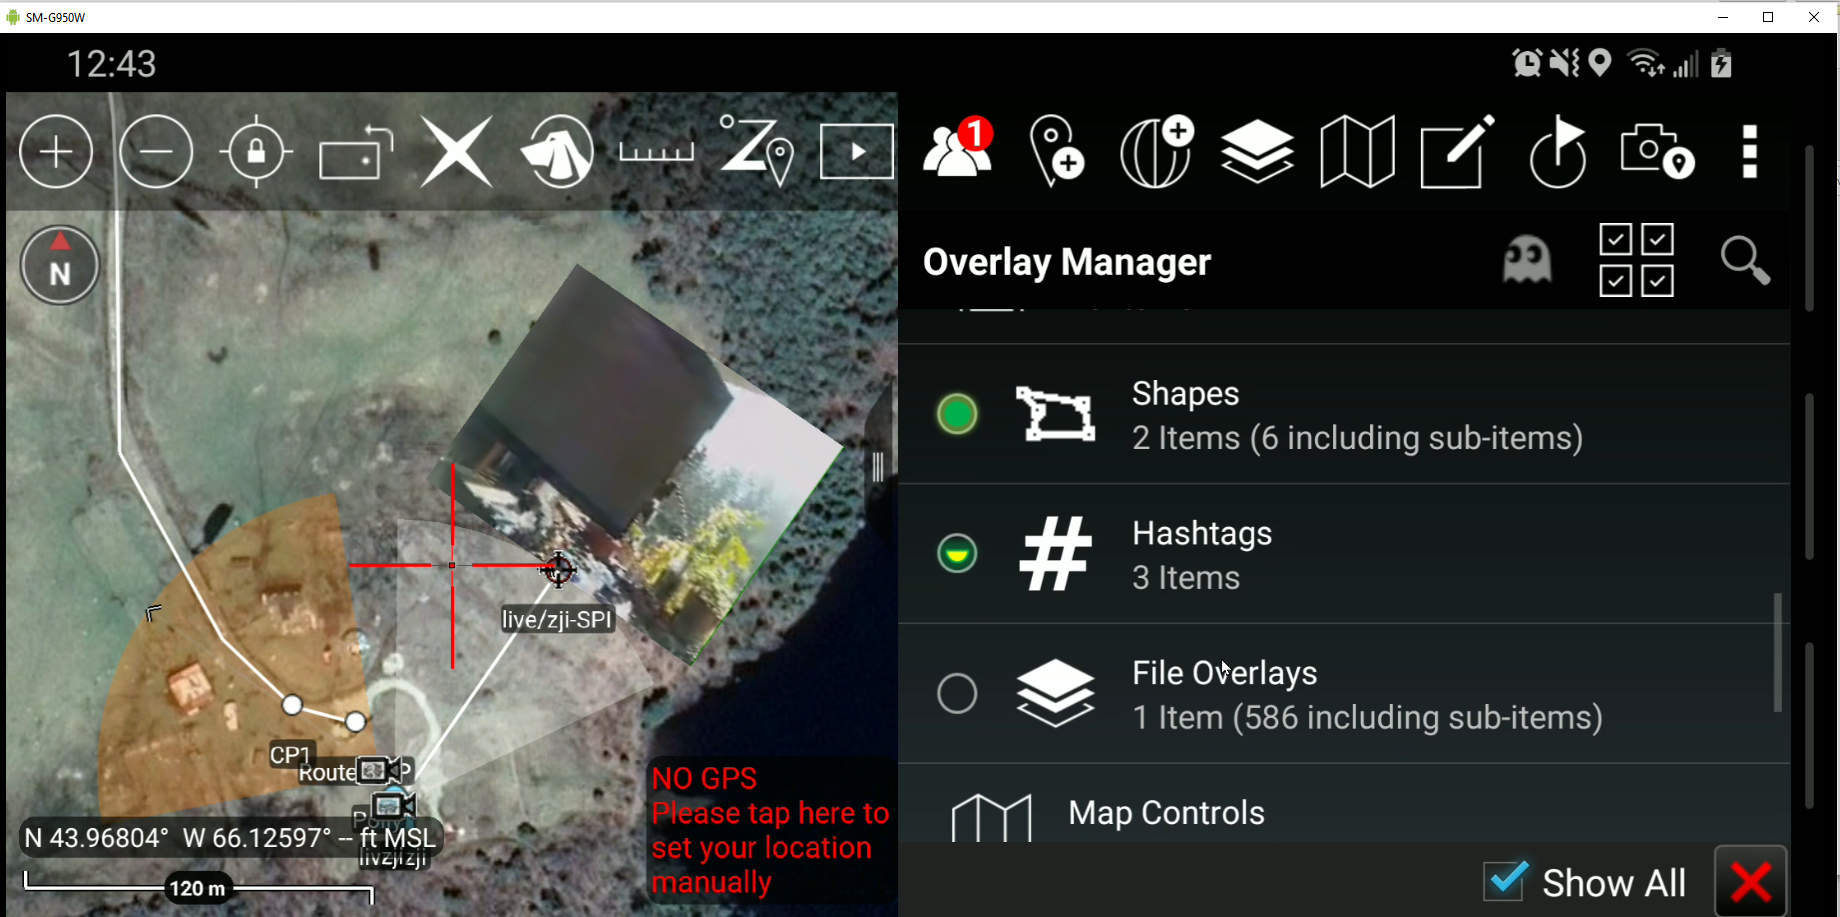 SM-G950W
12:43
1
N
Overlay Manager
Shapes
2 Items (6 including sub-items)
Hashtags
3 Items
File Overlays
1 Item (586 including sub-items)
Map Controls
Show All
live/zji-SPI
CP1
Route
NO GPS
Please tap here to
set your location
manually
N 43.96804° W 66.12597° -- ft MSL
120 m